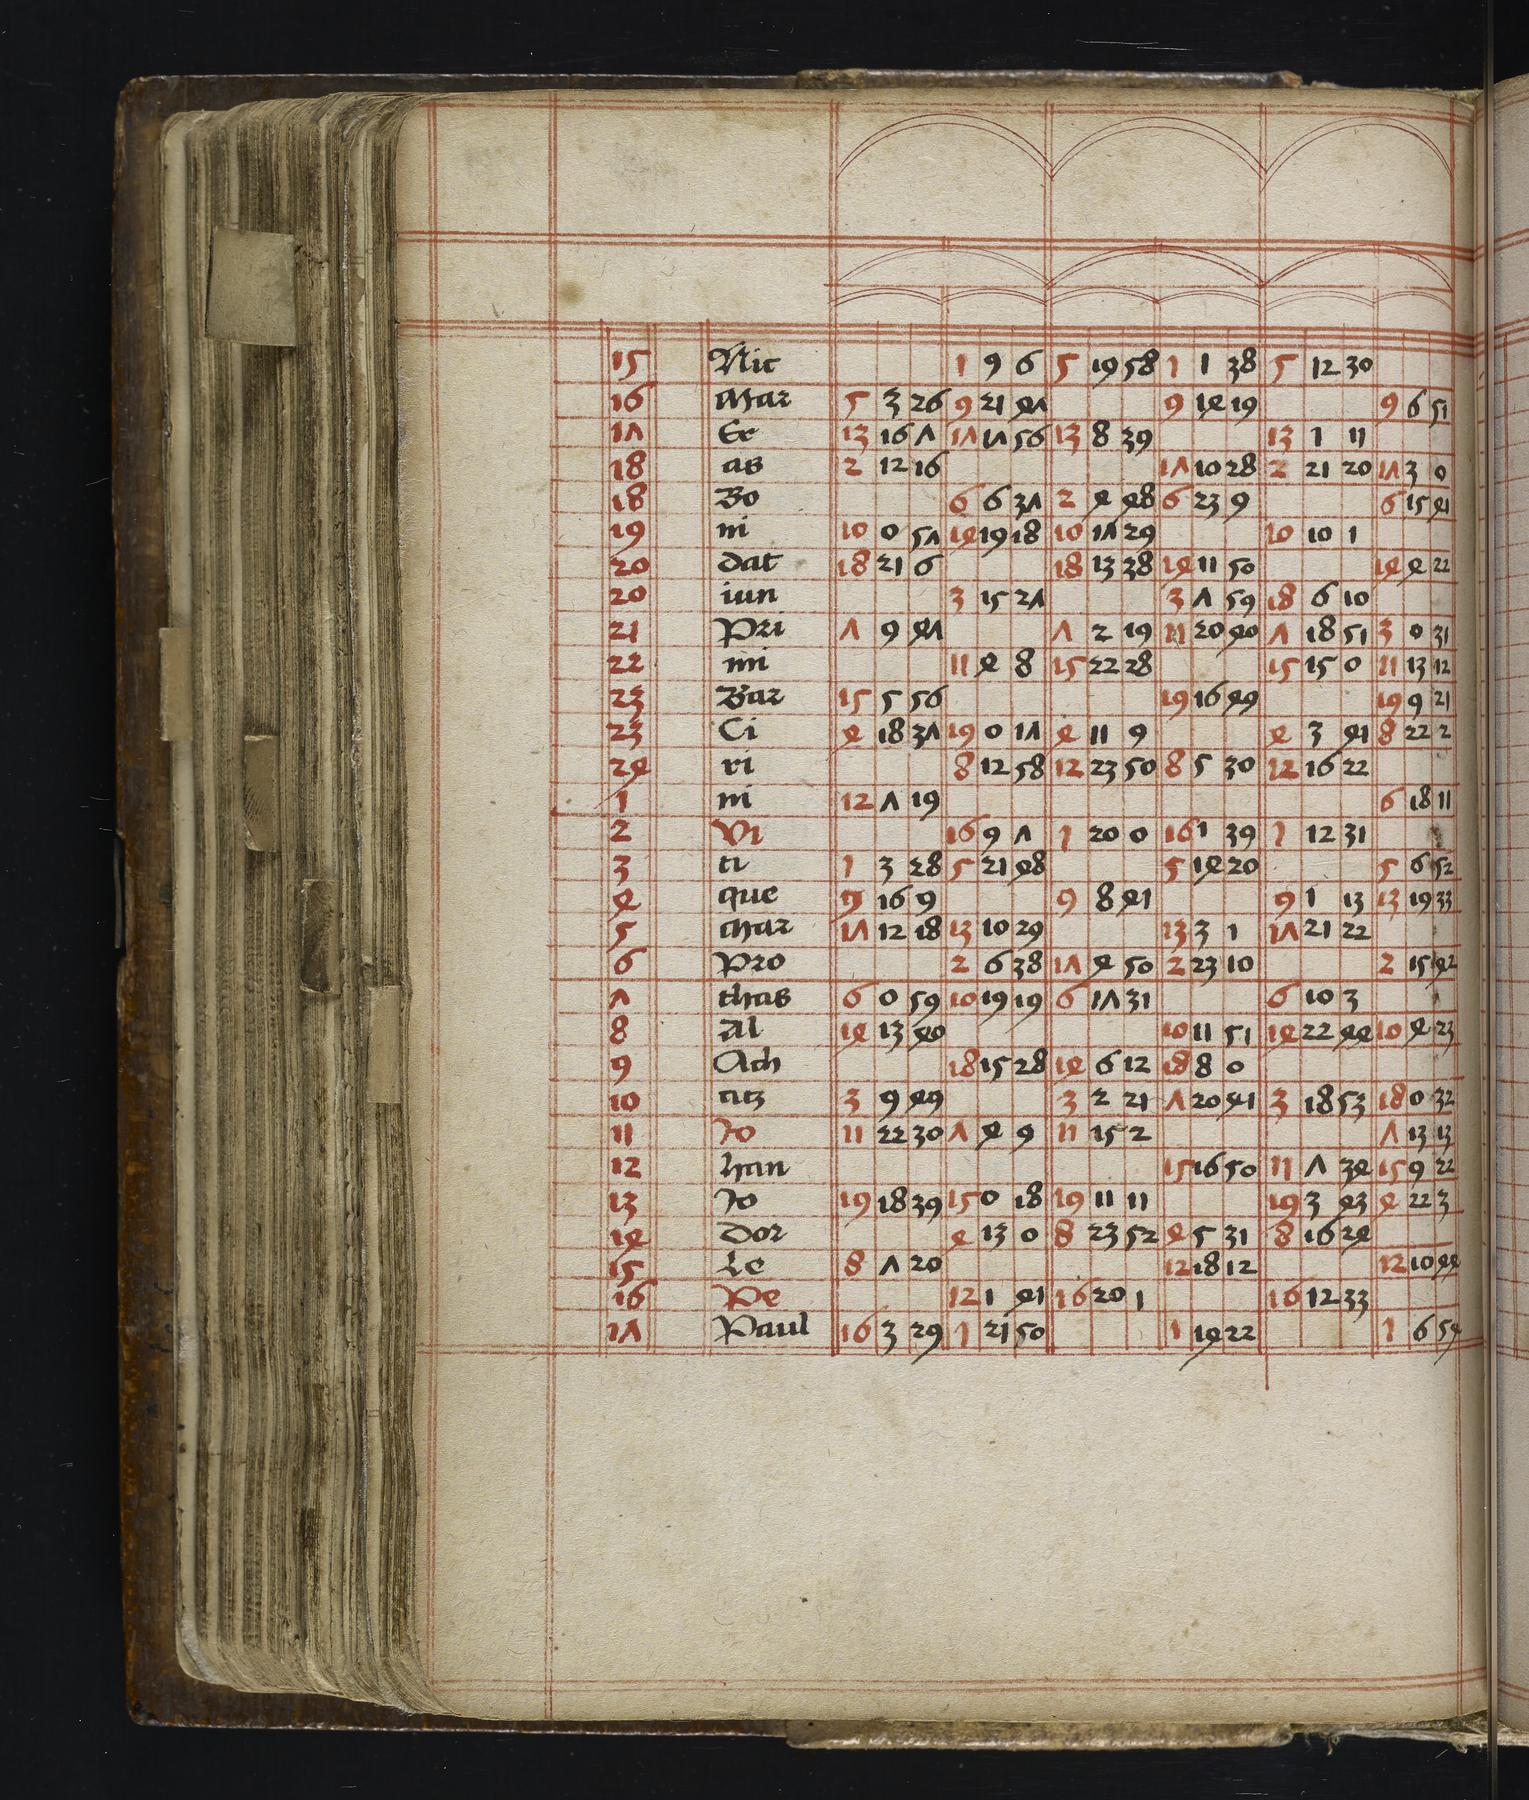 15 Nic 1 9 6 5 19 58 1 1 38 5 12 30
16 Mar 5 3 26 9 21 47 9 14 19 9 6 51
17 Er 13 16 7 17 17 56 13 8 39 13 1 11
18 as 2 12 16 17 10 28 2 21 20 17 3 0
18 Bo 6 6 37 2 4 48 6 23 9 6 15 41
19 ni 10 0 57 14 19 18 10 17 29 10 10 1
20 dat 18 21 6 18 13 38 14 11 50 14 4 22
20 iun 3 15 27 3 7 59 18 6 10
21 Pri 7 9 47 7 2 19 11 20 40 7 18 51 3 0 31
22 mi 11 4 8 15 22 28 15 15 0 11 13 12
23 Bar 15 5 56 19 16 49 19 9 21
23 Ci 4 18 37 19 0 17 4 11 9 4 3 41 8 22 2
24 ri 8 12 58 12 23 50 8 5 30 12 16 22
1 ni 12 7 19 6 18 11
2 Vi 16 9 7 1 20 0 16 1 39 1 12 31
3 ti 1 3 28 5 21 48 5 14 20 5 6 52
4 que 9 16 9 9 8 41 9 1 13 13 19 33
5 Mar 17 12 18 13 10 29 13 3 1 17 21 22
6 Pro 2 6 38 17 4 50 2 23 10 2 15 42
7 thas 6 0 59 10 19 19 6 17 31 6 10 3
8 Al 14 13 40 10 11 51 14 22 44 10 4 23
9 Ach 18 15 28 14 6 12 18 8 0
10 atz 3 9 49 3 2 21 7 20 41 3 18 53 18 0 32
11 Jo 11 22 30 7 4 9 11 15 2 7 13 13
12 han 15 16 50 11 7 34 15 9 22
13 Jo 19 18 39 15 0 18 19 11 11 19 3 43 4 22 3
14 Dor 4 13 0 8 23 52 4 5 31 8 16 24
15 Le 8 7 20 12 18 12 12 10 44
16 Pe 12 1 41 16 20 1 16 12 33
17 Paul 16 3 29 1 21 50 1 14 22 1 6 54